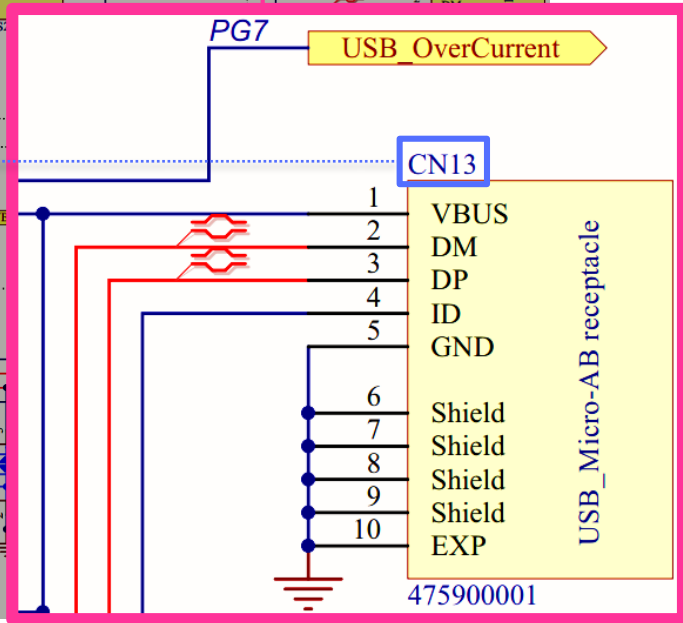 PG7
USB_OverCurrent
CN13
1 VBUS
2 DM
3 DP
4 ID
5 GND
6 Shield
7 Shield
8 Shield
9 Shield
10 EXP
USB_Micro-AB receptacle
475900001